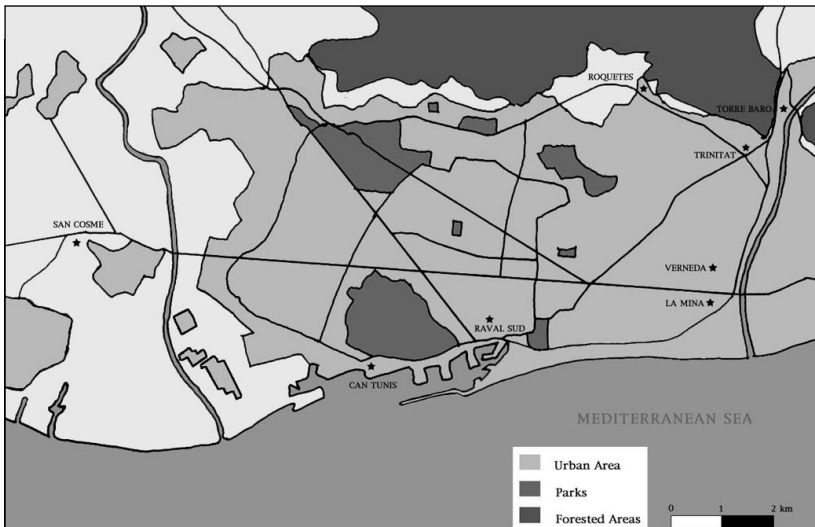 ROQUETES
TORRE BARO
TRINITAT
SAN COSME
VERNEDA
LA MINA
RAVAL SUD
CAN TUNIS
MEDITERRANEAN SEA
Urban Area
Parks
Forested Areas
0 1 2 km